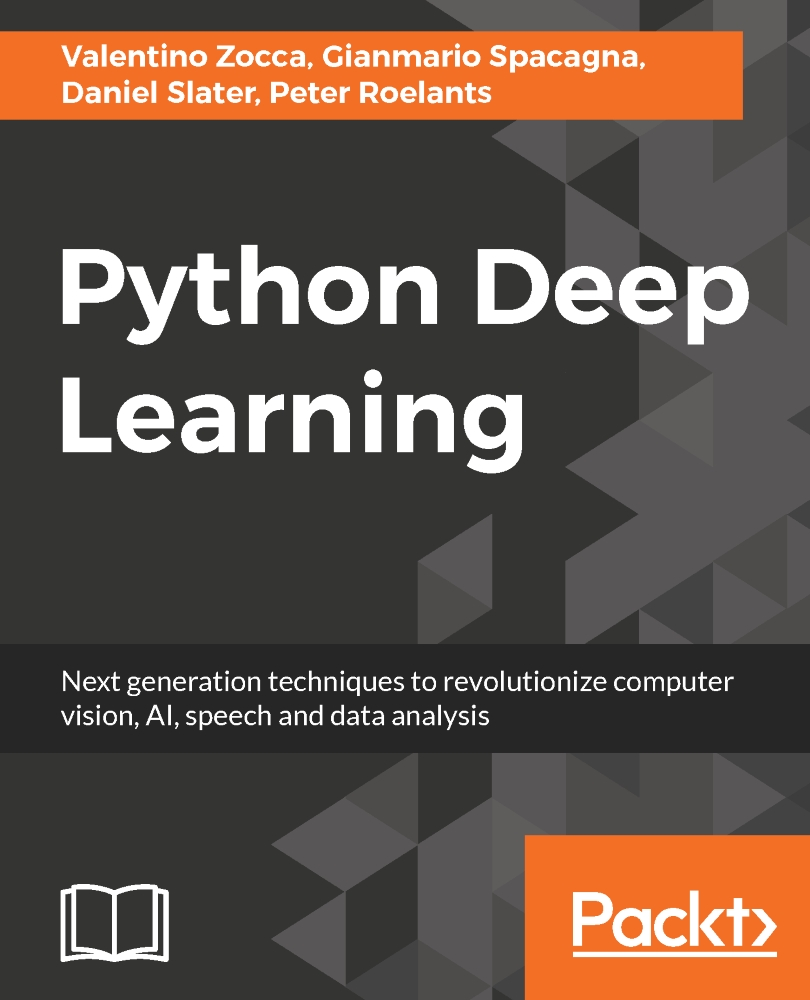 Valentino Zocca, Gianmario Spacagna,
Daniel Slater, Peter Roelants
Python Deep
Learning
Next generation techniques to revolutionize computer
vision, AI, speech and data analysis
Packt>